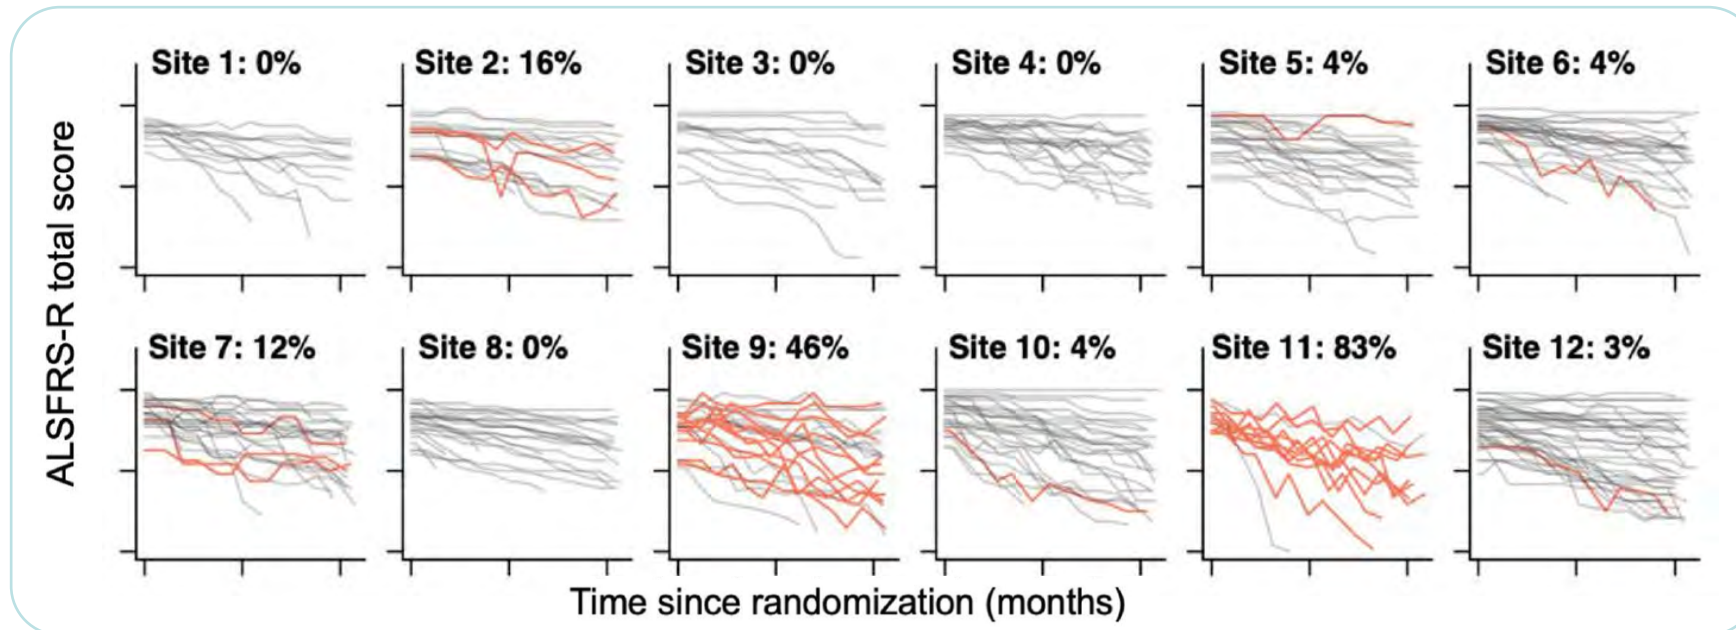 Site 1: 0%
Site 2: 16%
Site 3: 0%
Site 4: 0%
Site 5: 4%
Site 6: 4%
Site 7: 12%
Site 8: 0%
Site 9: 46%
Site 10: 4%
Site 11: 83%
Site 12: 3%
ALSFRS-R total score
Time since randomization (months)